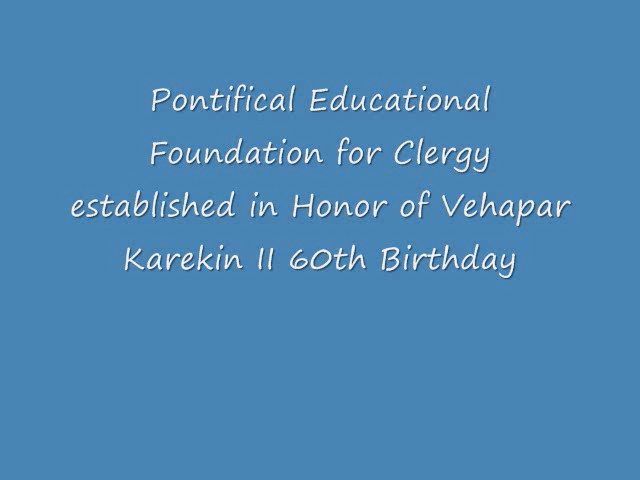 Pontifical Educational
Foundation for Clergy
established in Honor of Vehapar
Karekin II 60th Birthday